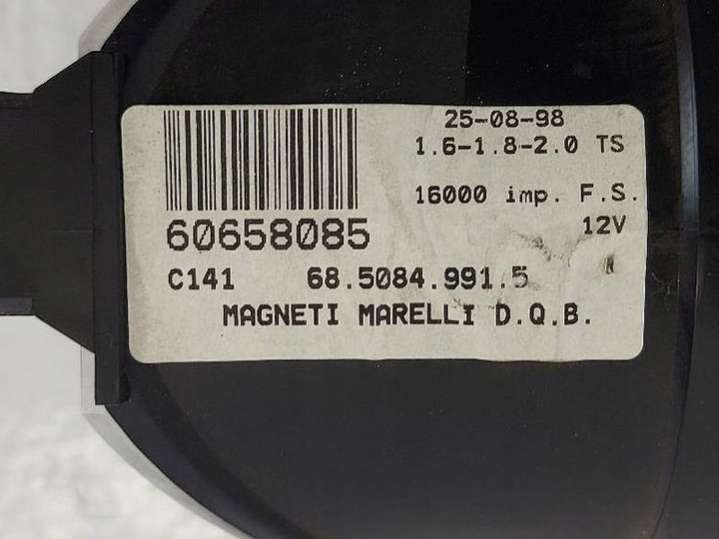 25-08-98
1.6-1.8-2.0 TS
16000 imp. F.S.
12V
60658085
C141 68.5084.991.5
MAGNETI MARELLI D.Q.B.